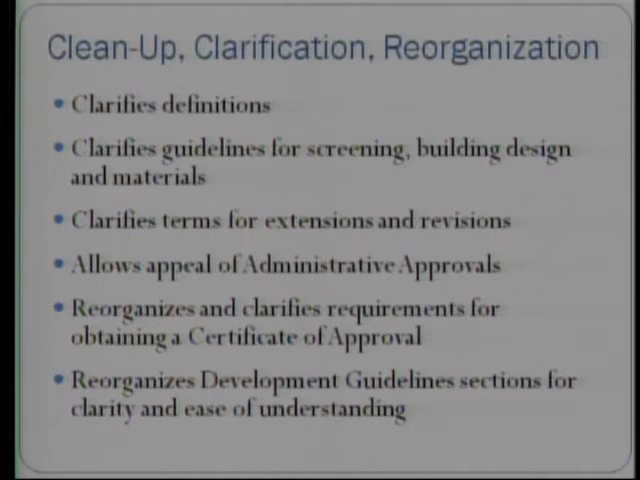 Clean-Up, Clarification, Reorganization
• Clarifies definitions
• Clarifies guidelines for screening, building design
and materials
• Clarifies terms for extensions and revisions
• Allows appeal of Administrative Approvals
• Reorganizes and clarifies requirements for
obtaining a Certificate of Approval
• Reorganizes Development Guidelines sections for
clarity and ease of understanding